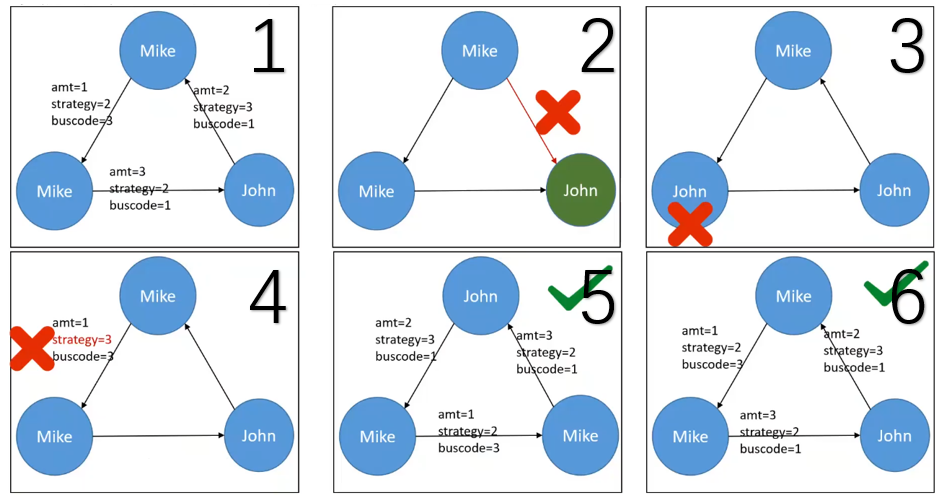 1
Mike
amt=1
strategy=2
buscode=3
amt=2
strategy=3
buscode=1
amt=3
strategy=2
buscode=1
Mike
John
2
Mike
Mike
John
3
Mike
John
John
4
Mike
amt=1
strategy=3
buscode=3
Mike
John
5
John
amt=2
strategy=3
buscode=1
amt=3
strategy=2
buscode=1
amt=1
strategy=2
buscode=3
Mike
Mike
6
Mike
amt=1
strategy=2
buscode=3
amt=2
strategy=3
buscode=1
amt=3
strategy=2
buscode=1
Mike
John